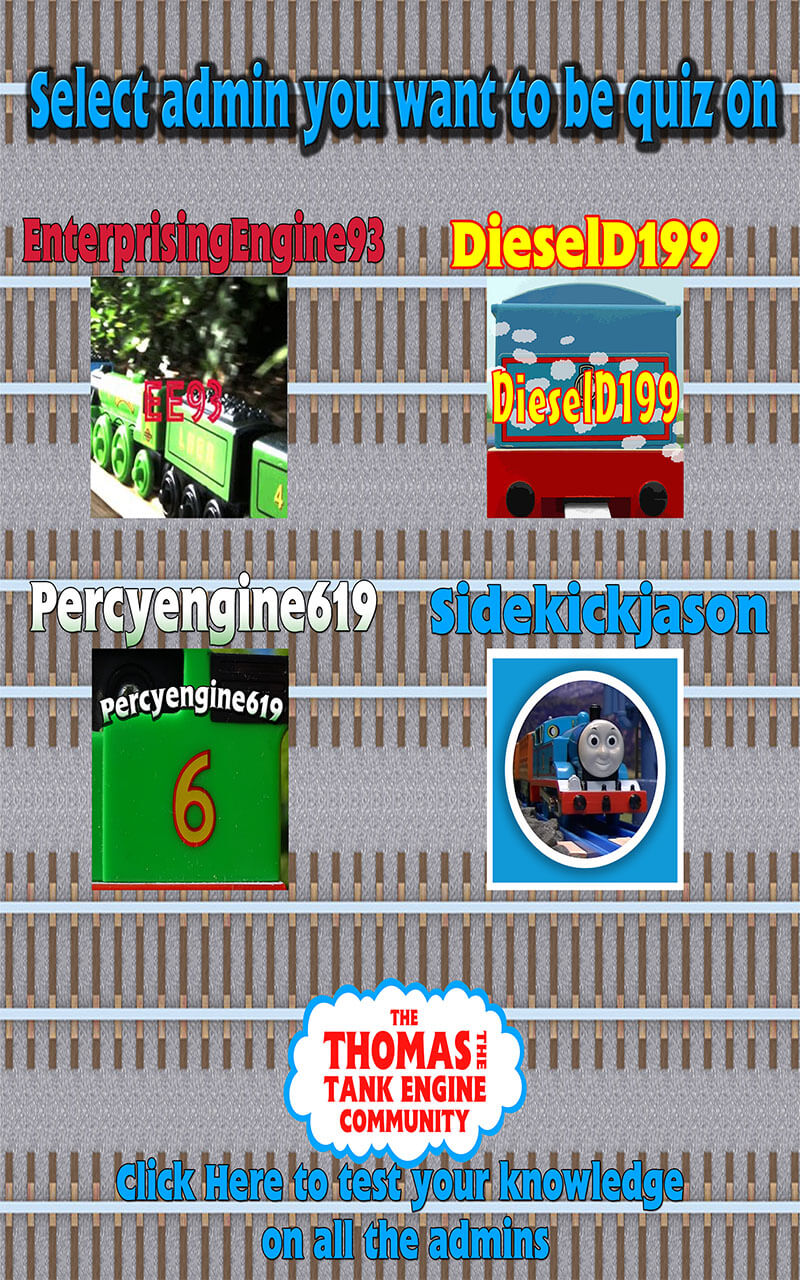 Select admin you want to be quiz on
EnterprisingEngine93
DieselD199
EE93
DieselD199
4
Percyengine619
Sidekickjason
Percyengine619
6
THE
THOMAS THE
TANK ENGINE
COMMUNITY
Click Here to test your knowledge
on all the admins